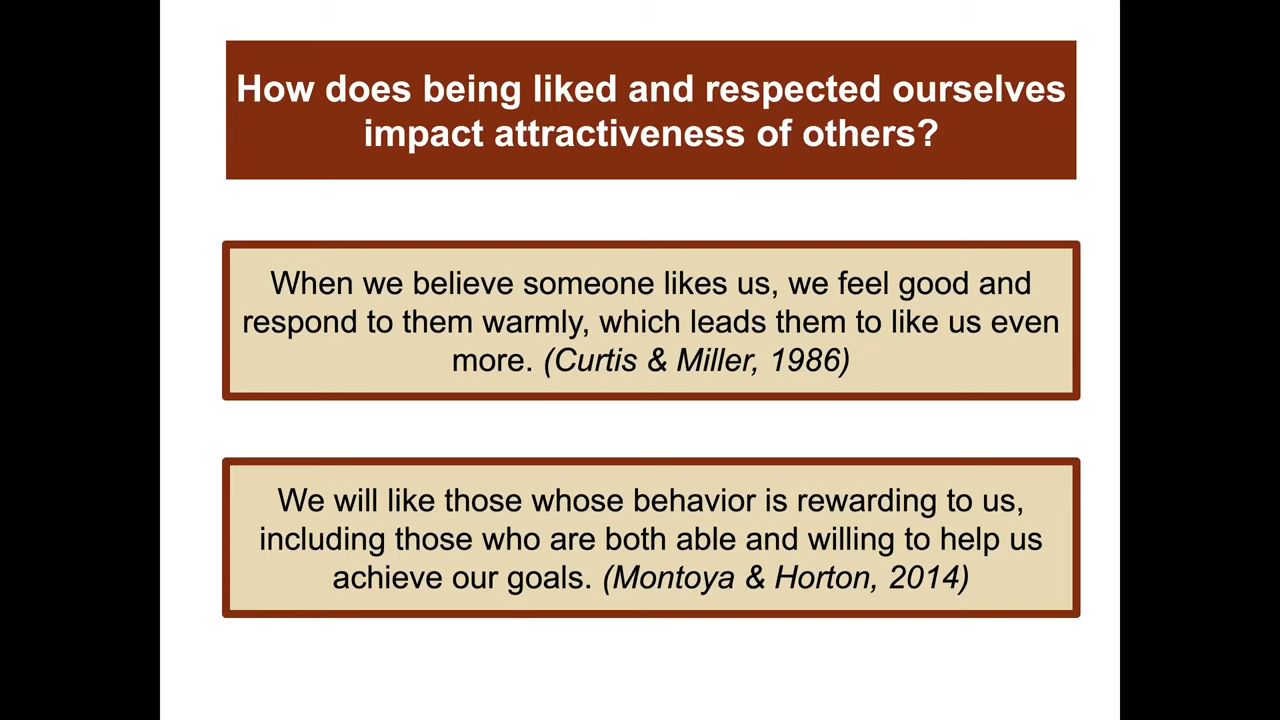 How does being liked and respected ourselves
impact attractiveness of others?
When we believe someone likes us, we feel good and
respond to them warmly, which leads them to like us even
more. (Curtis & Miller, 1986)
We will like those whose behavior is rewarding to us,
including those who are both able and willing to help us
achieve our goals. (Montoya & Horton, 2014)